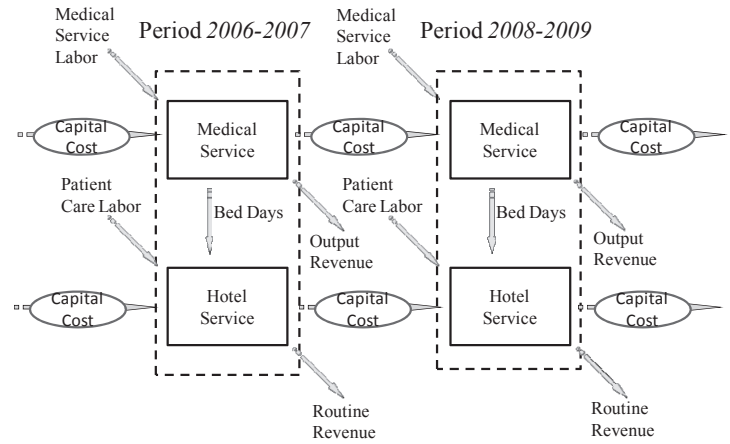 Medical
Service
Labor
Period 2006-2007
Medical
Service
Labor
Period 2008-2009
Capital
Cost
Medical
Service
Capital
Cost
Medical
Service
Capital
Cost
Patient
Care Labor
Bed Days
Output
Revenue
Patient
Care Labor
Bed Days
Output
Revenue
Capital
Cost
Hotel
Service
Capital
Cost
Hotel
Service
Capital
Cost
Routine
Revenue
Routine
Revenue